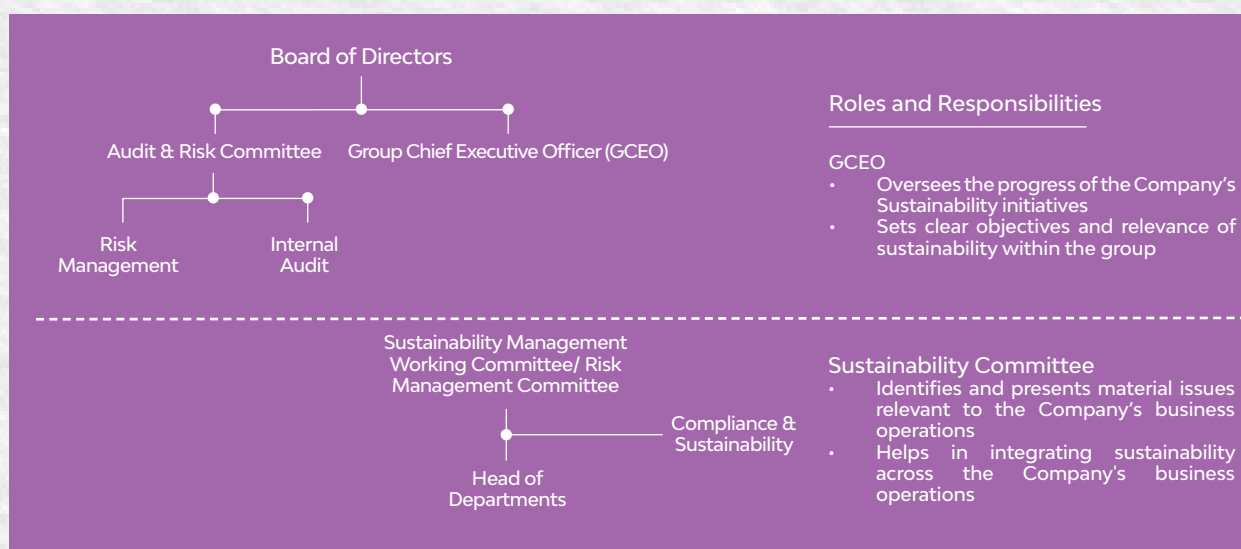 Board of Directors
Audit & Risk Committee
Group Chief Executive Officer (GCEO)
Risk
Management
Internal
Audit
Roles and Responsibilities
GCEO
• Oversees the progress of the Company’s
Sustainability initiatives
• Sets clear objectives and relevance of
sustainability within the group
Sustainability Management
Working Committee/ Risk
Management Committee
Compliance &
Sustainability
Head of
Departments
Sustainability Committee
• Identifies and presents material issues
relevant to the Company’s business
operations
• Helps in integrating sustainability
across the Company's business
operations